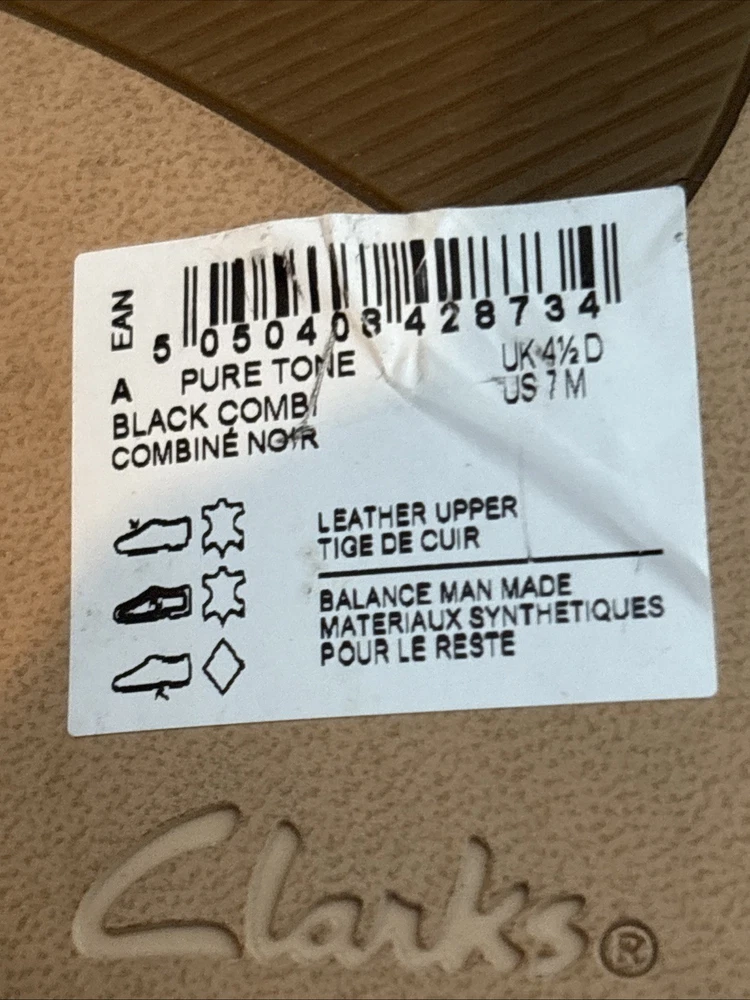 EAN
5 050408 428734
A PURE TONE
UK 4½ D
US 7 M
BLACK COMBI
COMBINÉ NOIR
LEATHER UPPER
TIGE DE CUIR
BALANCE MAN MADE
MATERIAUX SYNTHETIQUES
POUR LE RESTE
Clarks®